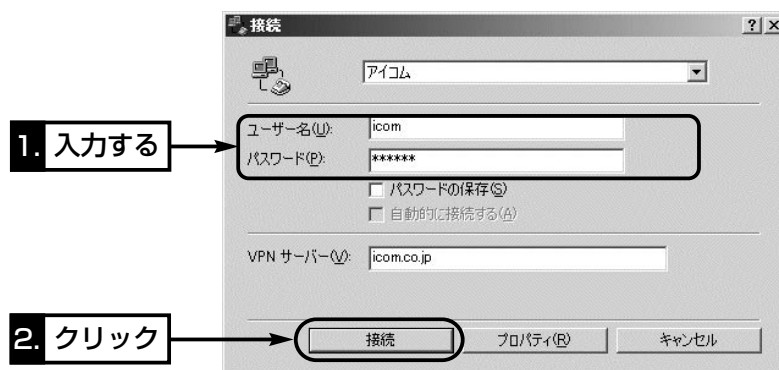 接続
アイコム
1. 入力する
ユーザー名(U): icom
パスワード(P): ******
パスワードの保存(S)
自動的に接続する(A)
VPN サーバー(V): icom.co.jp
2. クリック
接続 プロパティ(R) キャンセル